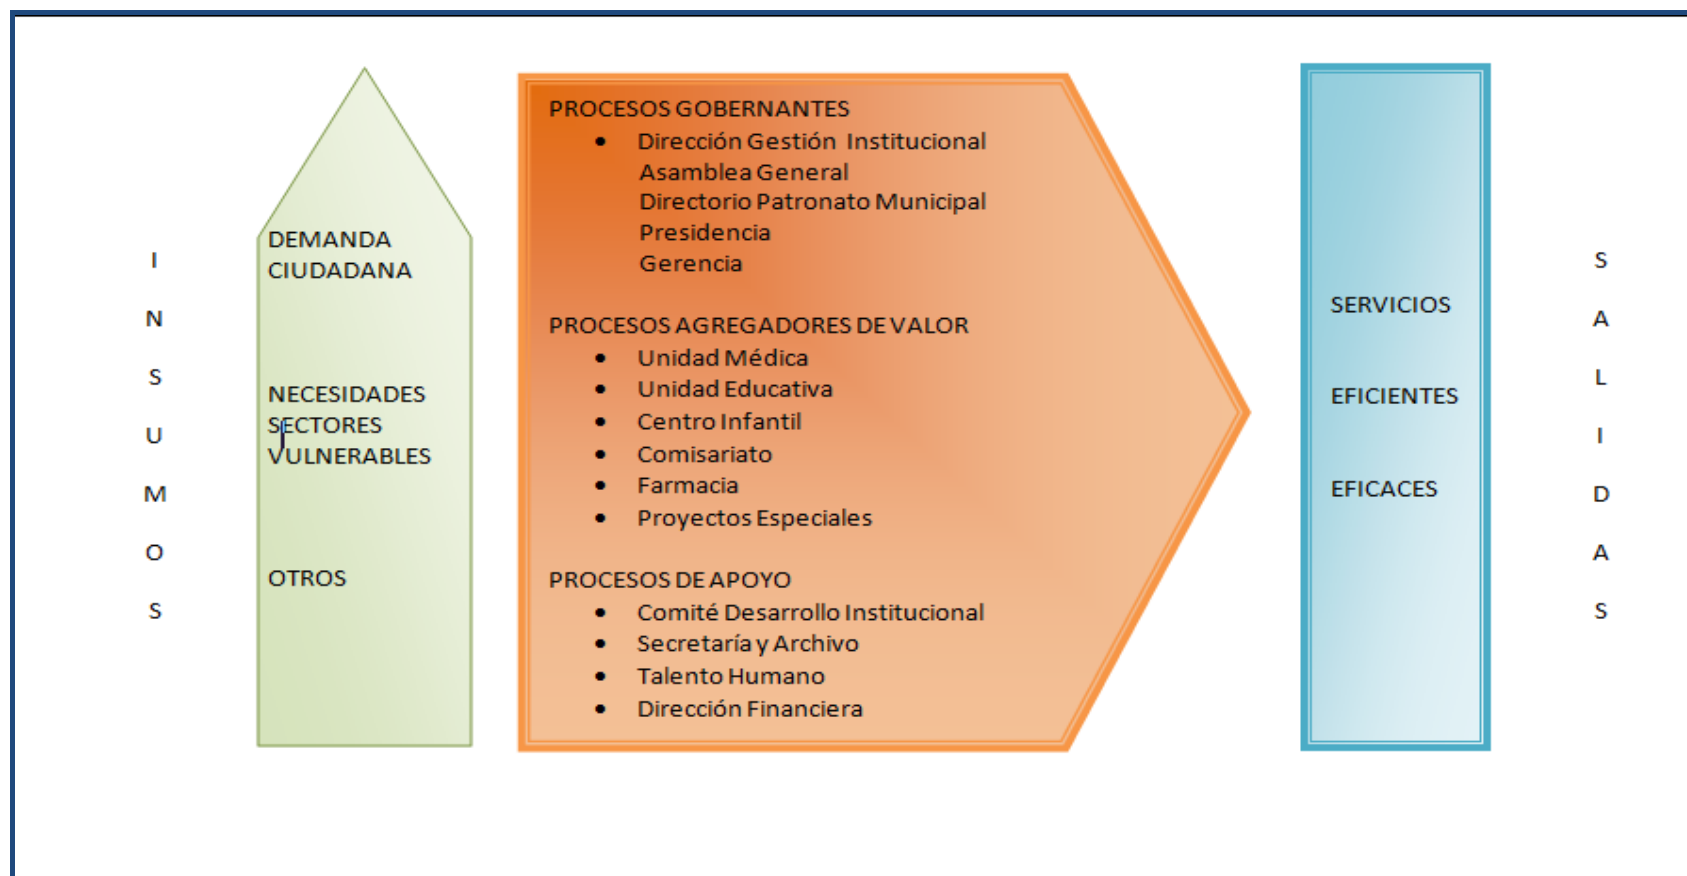 INSUMOS
DEMANDA
CIUDADANA
NECESIDADES
SECTORES
VULNERABLES
OTROS
PROCESOS GOBERNANTES
• Dirección Gestión Institucional
Asamblea General
Directorio Patronato Municipal
Presidencia
Gerencia
PROCESOS AGREGADORES DE VALOR
• Unidad Médica
• Unidad Educativa
• Centro Infantil
• Comisariato
• Farmacia
• Proyectos Especiales
PROCESOS DE APOYO
• Comité Desarrollo Institucional
• Secretaría y Archivo
• Talento Humano
• Dirección Financiera
SERVICIOS
EFICIENTES
EFICACES
SALIDAS